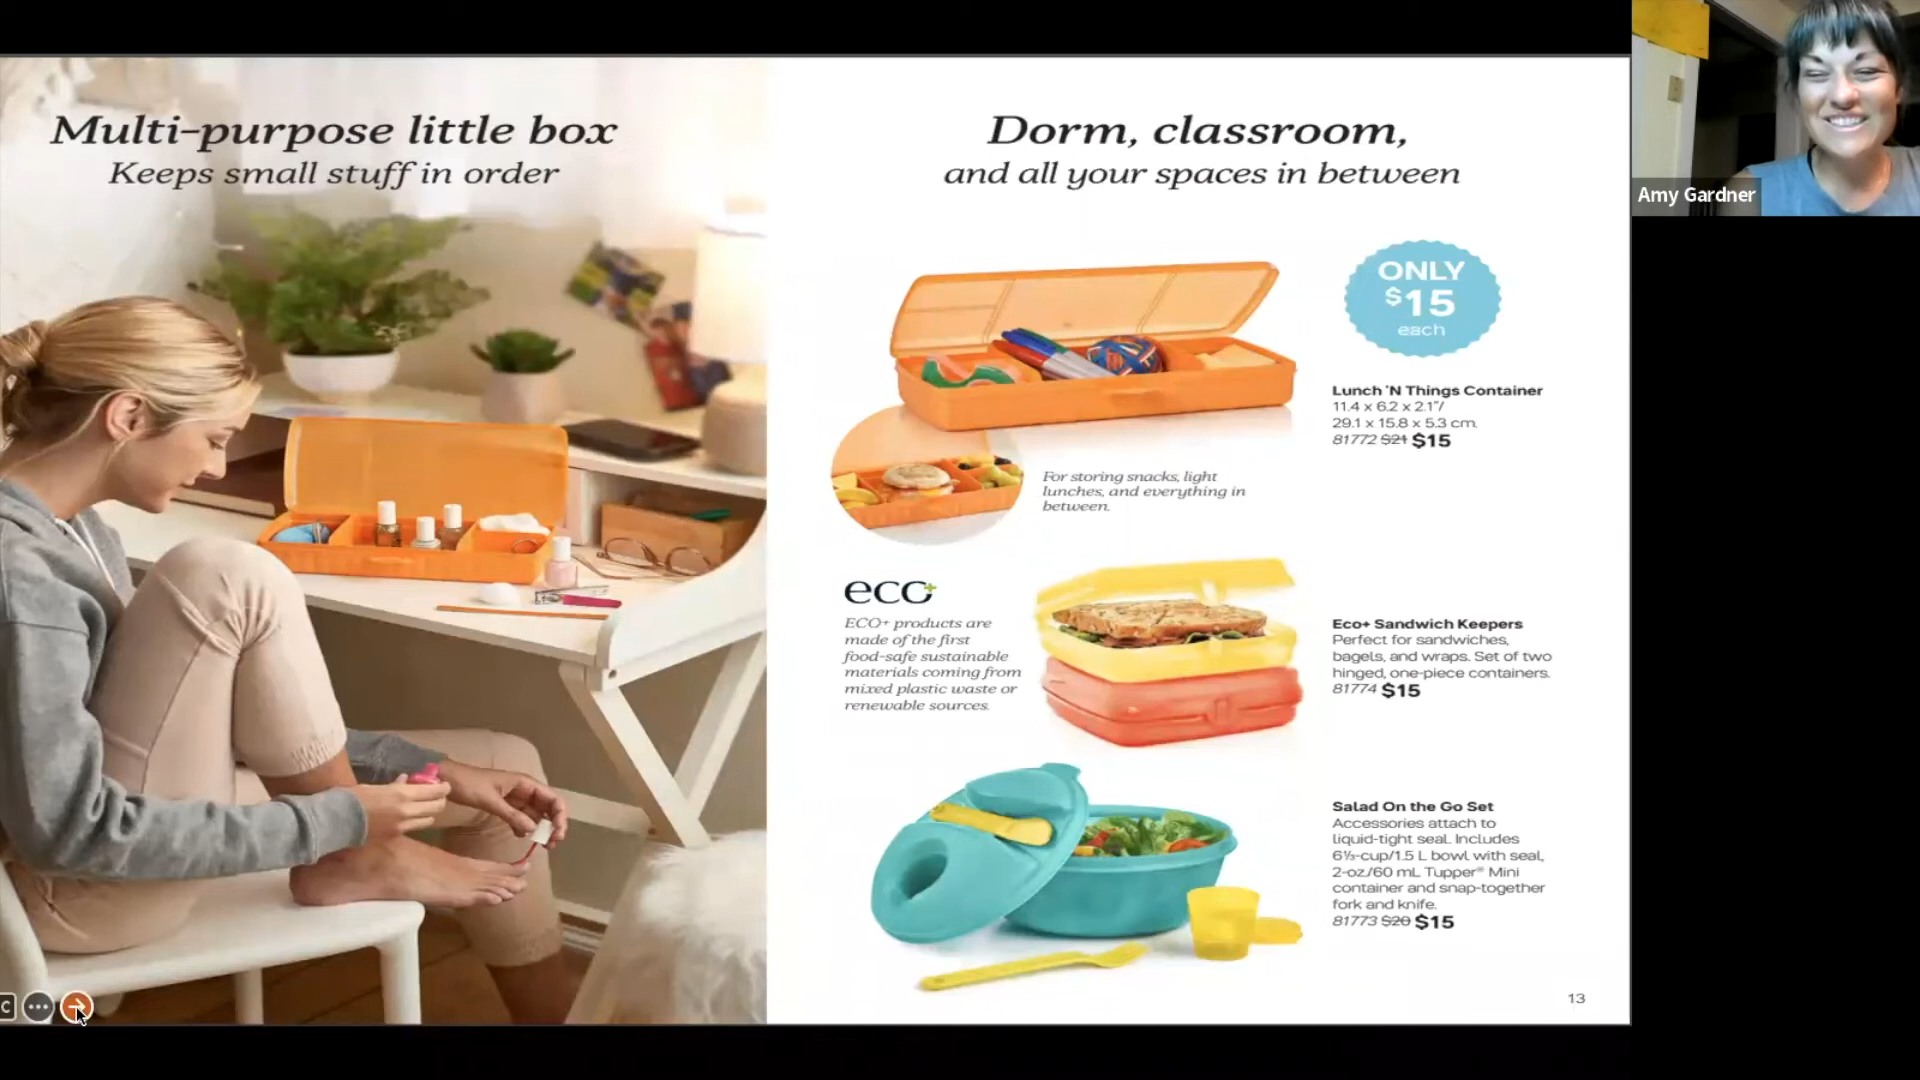 Multi-purpose little box
Keeps small stuff in order
Dorm, classroom,
and all your spaces in between
ONLY
$15
each
Lunch 'N Things Container
11.4 x 6.2 x 2.1"/
29.1 x 15.8 x 5.3 cm.
81772 $21 $15
For storing snacks, light
lunches, and everything in
between.
eco+
ECO+ products are
made of the first
food-safe sustainable
materials coming from
mixed plastic waste or
renewable sources.
Eco+ Sandwich Keepers
Perfect for sandwiches,
bagels, and wraps. Set of two
hinged, one-piece containers.
81774 $15
Salad On the Go Set
Accessories attach to
liquid-tight seal. Includes
6⅓-cup/1.5 L bowl with seal,
2-oz./60 mL Tupper® Mini
container and snap-together
fork and knife.
81773 $20 $15
13
Amy Gardner
C